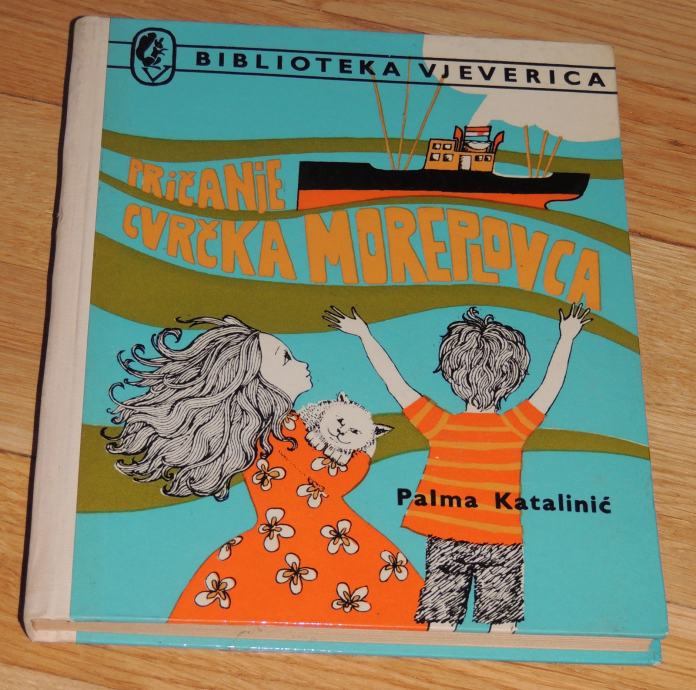 BIBLIOTEKA VJEVERICA
PRiČANjE
CVRČKA MOREPLOVCA
Palma Katalinić